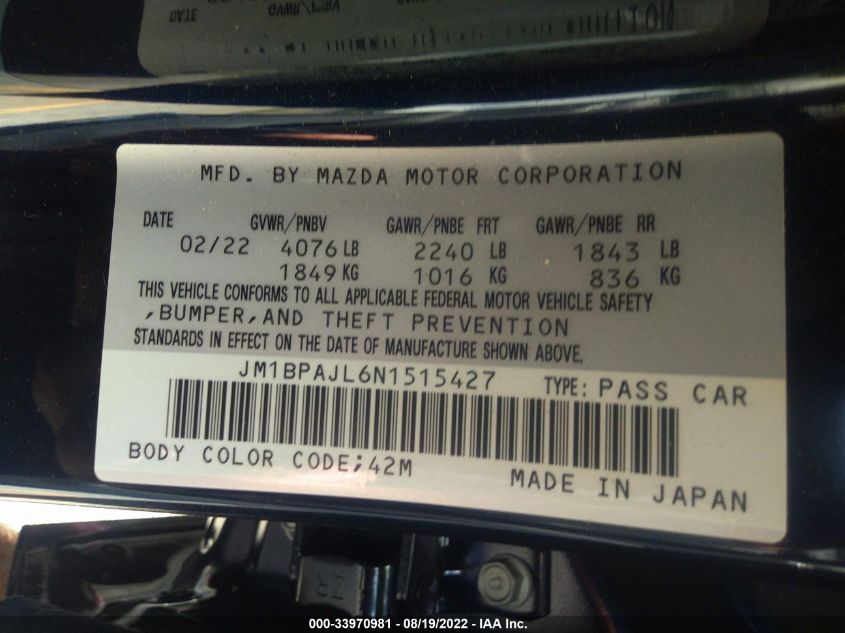 MFD. BY MAZDA MOTOR CORPORATION
DATE GVWR/PNBV GAWR/PNBE FRT GAWR/PNBE RR
02/22 4076 LB 2240 LB 1843 LB
1849 KG 1016 KG 836 KG
THIS VEHICLE CONFORMS TO ALL APPLICABLE FEDERAL MOTOR VEHICLE SAFETY
,BUMPER,AND THEFT PREVENTION
STANDARDS IN EFFECT ON THE DATE OF MANUFACTURE SHOWN ABOVE.
JM1BPAJL6N1515427 TYPE: PASS CAR
BODY COLOR CODE;42M
MADE IN JAPAN
ZR
000-33970981 - 08/19/2022 - IAA Inc.